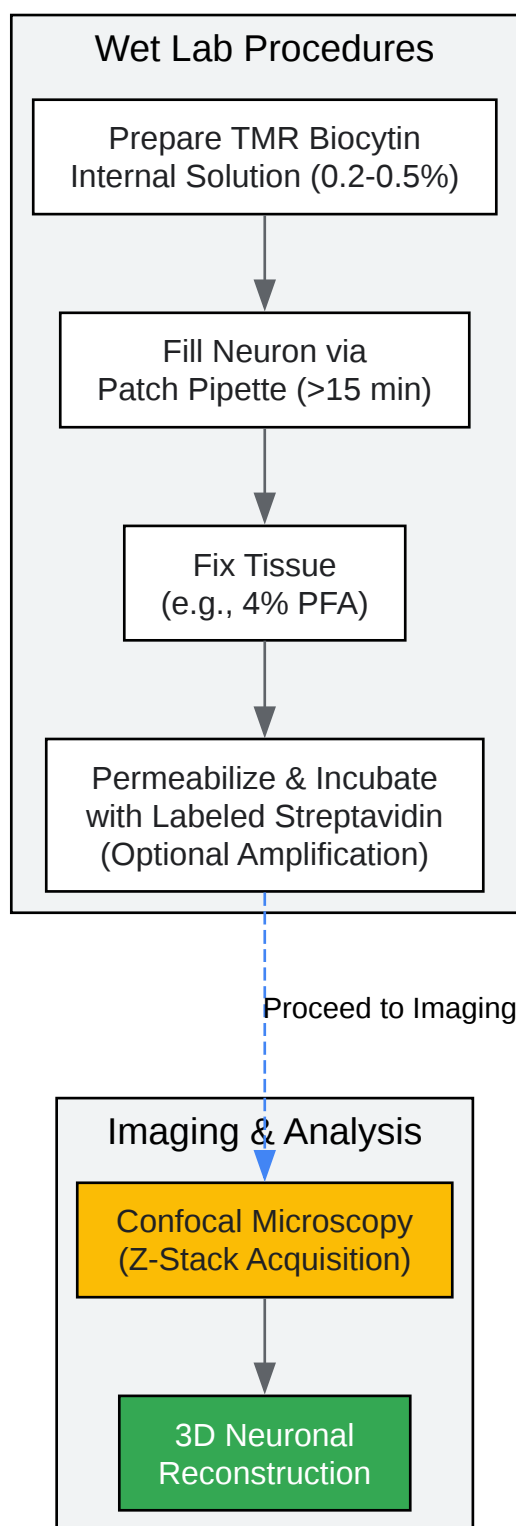 Wet Lab Procedures
Prepare TMR Biocytin
Internal Solution (0.2-0.5%)
Fill Neuron via
Patch Pipette (>15 min)
Fix Tissue
(e.g., 4% PFA)
Permeabilize & Incubate
with Labeled Streptavidin
(Optional Amplification)
Proceed to Imaging
Imaging & Analysis
Confocal Microscopy
(Z-Stack Acquisition)
3D Neuronal
Reconstruction